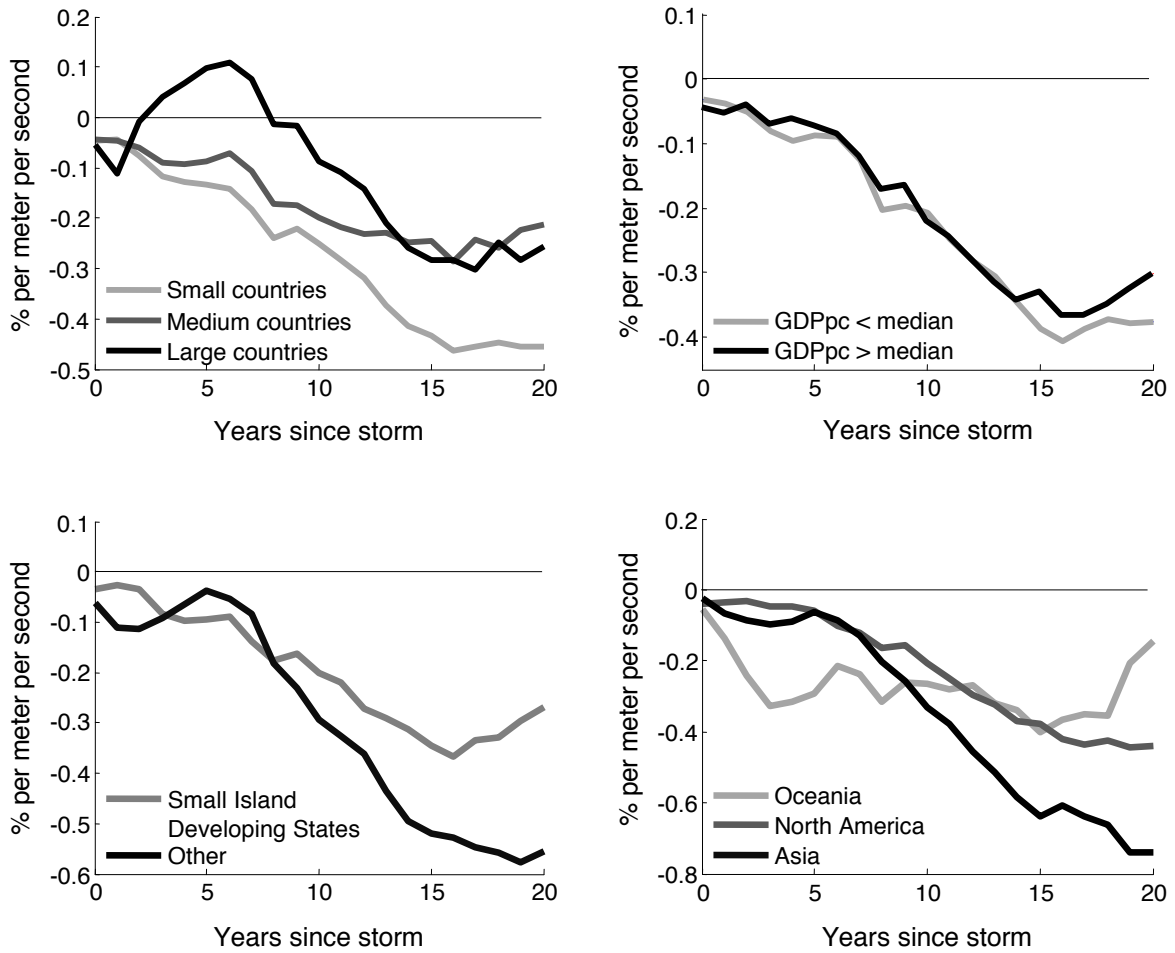 0.2
0.1
0
-0.1
-0.2
-0.3
-0.4
-0.5
% per meter per second
Small countries
Medium countries
Large countries
0 5 10 15 20
Years since storm
0.1
0
-0.1
-0.2
-0.3
-0.4
% per meter per second
GDPpc < median
GDPpc > median
0 5 10 15 20
Years since storm
0.1
0
-0.1
-0.2
-0.3
-0.4
-0.5
-0.6
% per meter per second
Small Island
Developing States
Other
0 5 10 15 20
Years since storm
0.2
0
-0.2
-0.4
-0.6
-0.8
% per meter per second
Oceania
North America
Asia
0 5 10 15 20
Years since storm